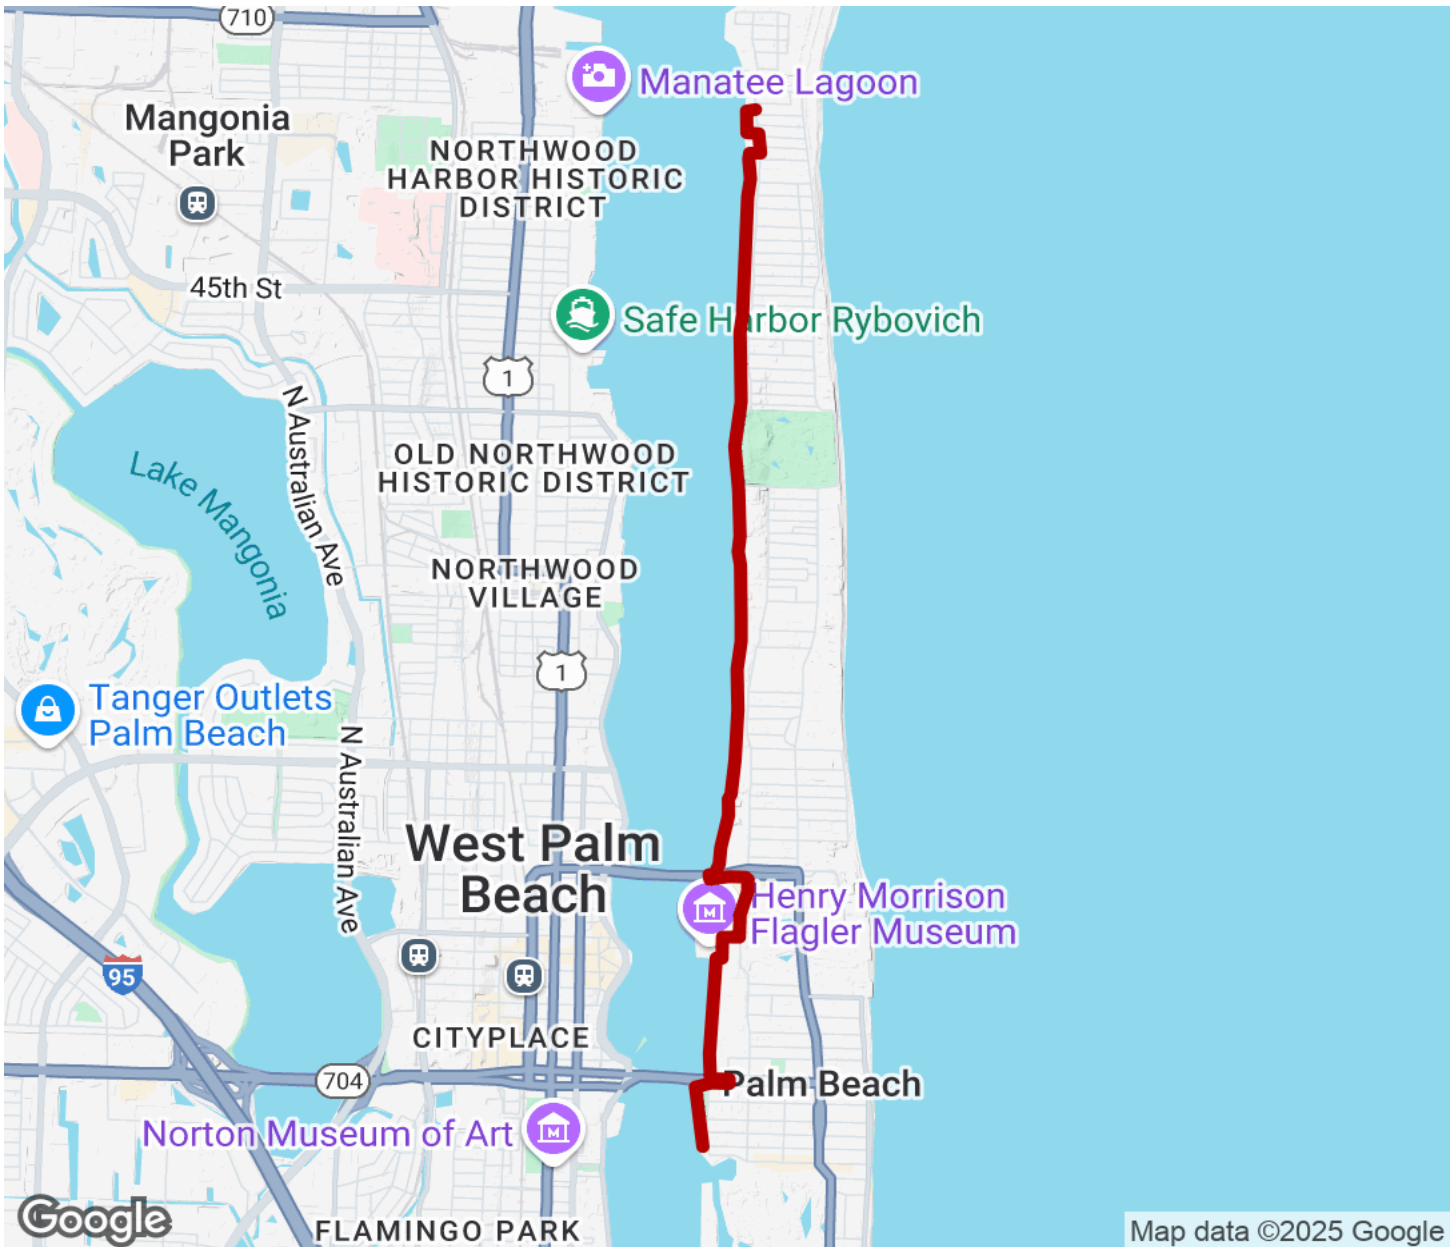 710
Manatee Lagoon
Mangonia
Park
NORTHWOOD
HARBOR HISTORIC
DISTRICT
45th St
Safe Harbor Rybovich
1
N Australian Ave
OLD NORTHWOOD
HISTORIC DISTRICT
Lake Mangonia
NORTHWOOD
VILLAGE
1
Tanger Outlets
Palm Beach
N Australian Ave
West Palm
Beach
Henry Morrison
Flagler Museum
95
CITYPLACE
704
Palm Beach
Norton Museum of Art
Google
FLAMINGO PARK
Map data ©2025 Google